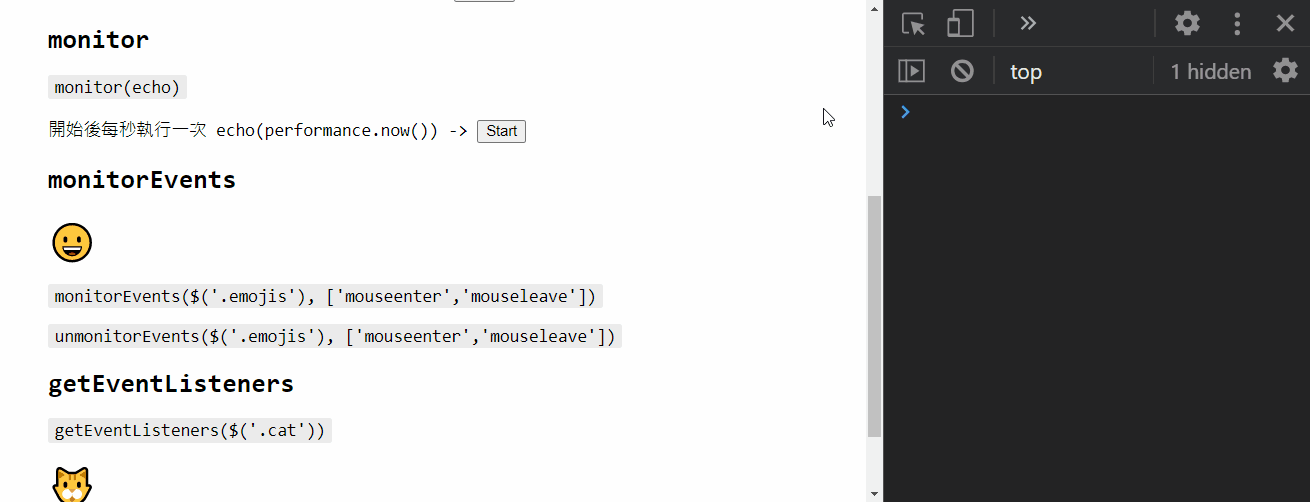 monitor
monitor(echo)
開始後每秒執行一次 echo(performance.now()) -> Start
monitorEvents
monitorEvents($('.emojis'), ['mouseenter','mouseleave'])
unmonitorEvents($('.emojis'), ['mouseenter','mouseleave'])
getEventListeners
getEventListeners($('.cat'))
top
1 hidden